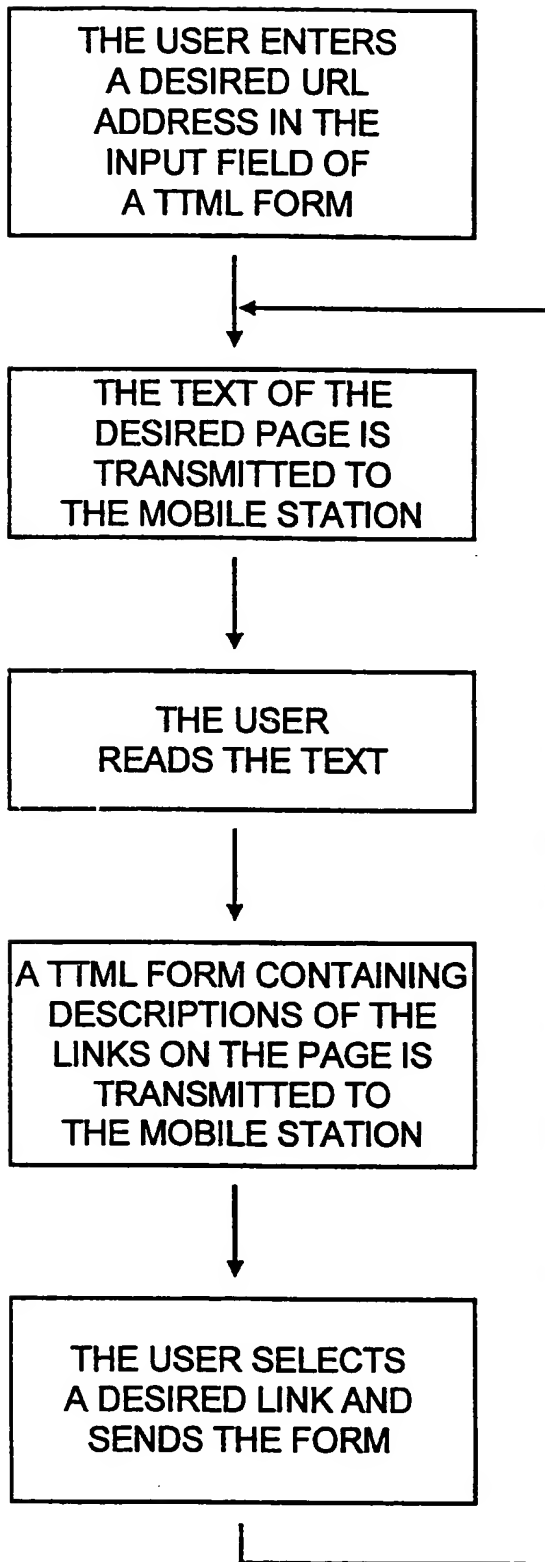 THE USER ENTERS
A DESIRED URL
ADDRESS IN THE
INPUT FIELD OF
A TTML FORM
THE TEXT OF THE
DESIRED PAGE IS
TRANSMITTED TO
THE MOBILE STATION
THE USER
READS THE TEXT
A TTML FORM CONTAINING
DESCRIPTIONS OF THE
LINKS ON THE PAGE IS
TRANSMITTED TO
THE MOBILE STATION
THE USER SELECTS
A DESIRED LINK AND
SENDS THE FORM